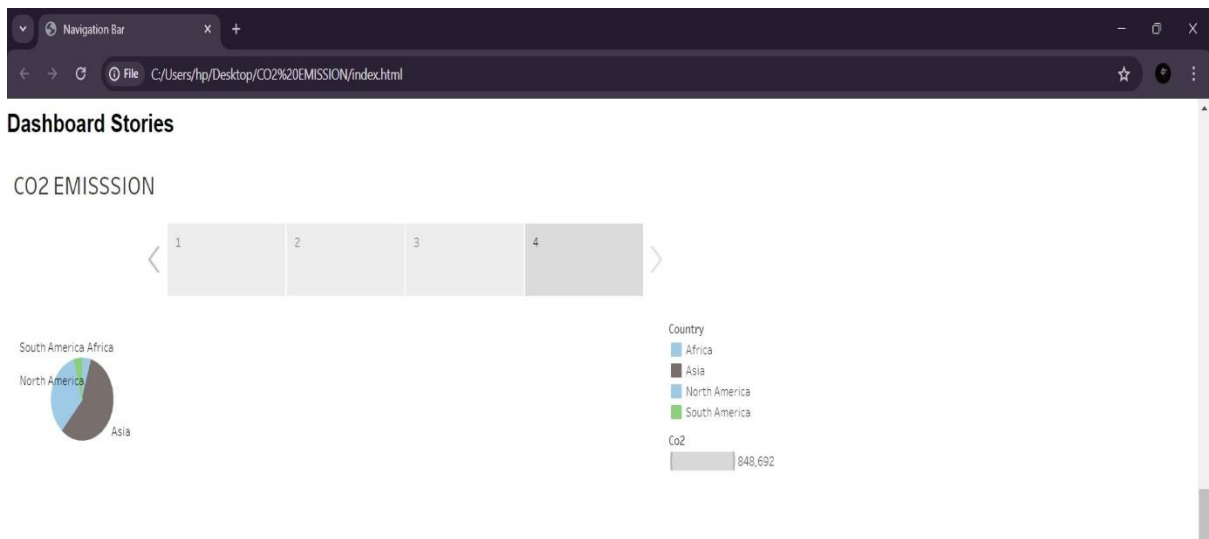 Navigation Bar
File C:/Users/hp/Desktop/CO2%20EMISSION/index.html
Dashboard Stories
CO2 EMISSSION
1 2 3 4
South America Africa
North America
Asia
Country
Africa
Asia
North America
South America
Co2
848,692